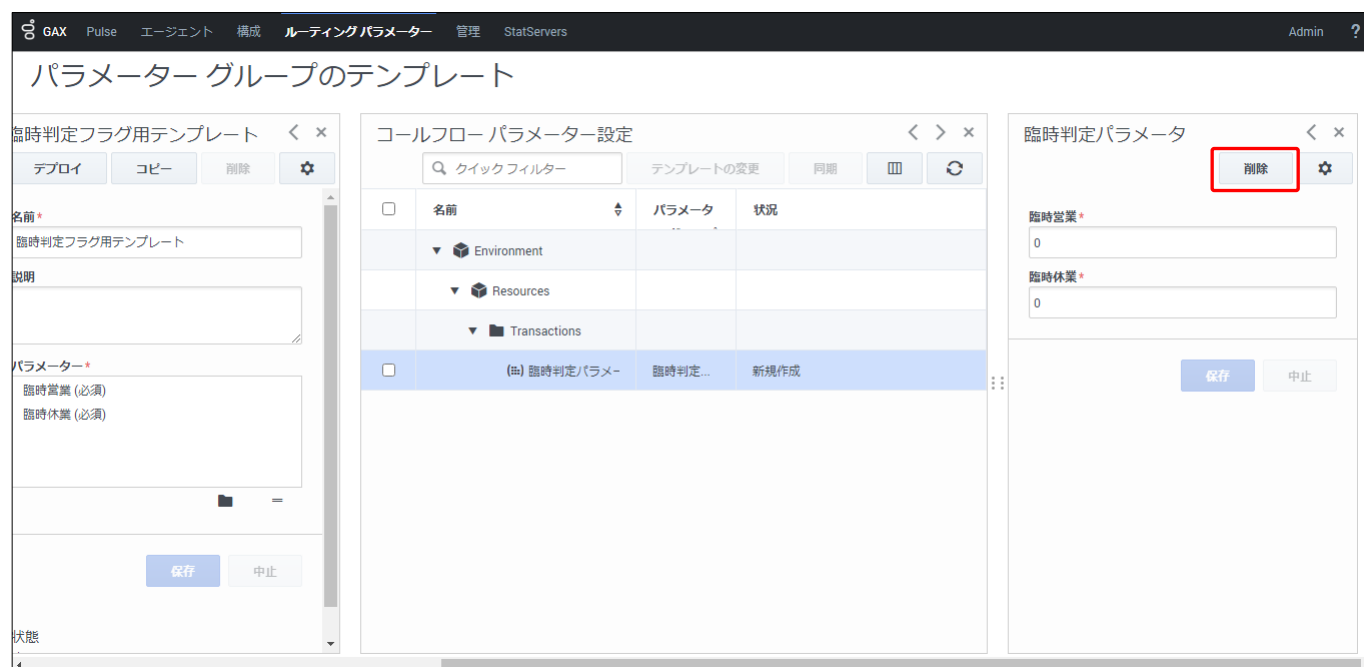 GAX Pulse エージェント 構成 ルーティング パラメーター 管理 StatServers Admin ?
パラメーター グループのテンプレート
臨時判定フラグ用テンプレート
デプロイ コピー 削除
名前*
臨時判定フラグ用テンプレート
説明
パラメーター*
臨時営業 (必須)
臨時休業 (必須)
保存 中止
状態
コールフロー パラメーター設定
クイック フィルター テンプレートの変更 同期
名前 パラメータ 状況
Environment
Resources
Transactions
臨時判定パラメー 臨時判定... 新規作成
臨時判定パラメータ
削除
臨時営業*
0
臨時休業*
0
保存 中止